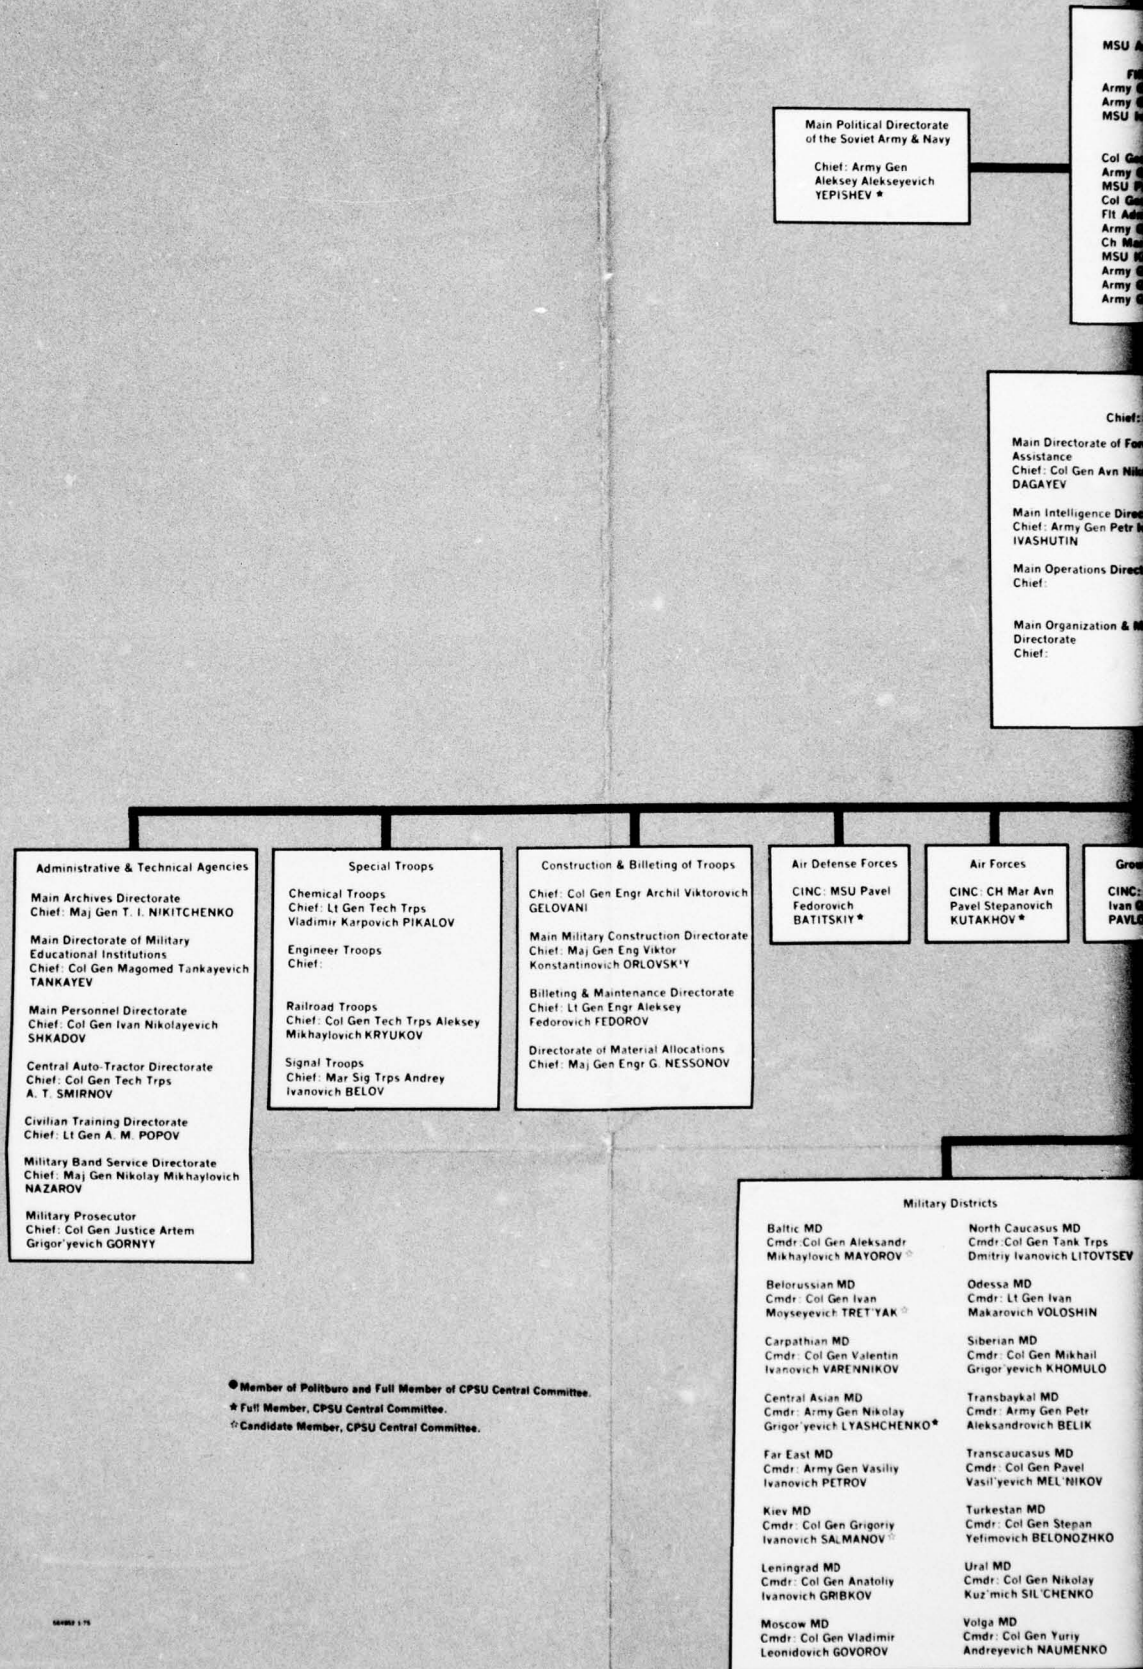 MSU
Army
Army
MSU
Col
Army
MSU
Col
Flt
Army
Ch
MSU
Army
Army
Army
Main Political Directorate
of the Soviet Army & Navy
Chief: Army Gen
Aleksey Alekseyevich
YEPISHEV ★
Chief:
Main Directorate of
Assistance
Chief: Col Gen Avn
DAGAYEV
Main Intelligence
Chief: Army Gen Petr
IVASHUTIN
Main Operations
Chief:
Main Organization &
Directorate
Chief:
Administrative & Technical Agencies
Main Archives Directorate
Chief: Maj Gen T. I. NIKITCHENKO
Main Directorate of Military
Educational Institutions
Chief: Col Gen Magomed Tankayevich
TANKAYEV
Main Personnel Directorate
Chief: Col Gen Ivan Nikolayevich
SHKADOV
Central Auto-Tractor Directorate
Chief: Col Gen Tech Trps
A. T. SMIRNOV
Civilian Training Directorate
Chief: Lt Gen A. M. POPOV
Military Band Service Directorate
Chief: Maj Gen Nikolay Mikhaylovich
NAZAROV
Military Prosecutor
Chief: Col Gen Justice Artem
Grigor'yevich GORNYY
Special Troops
Chemical Troops
Chief: Lt Gen Tech Trps
Vladimir Karpovich PIKALOV
Engineer Troops
Chief:
Railroad Troops
Chief: Col Gen Tech Trps Aleksey
Mikhaylovich KRYUKOV
Signal Troops
Chief: Mar Sig Trps Andrey
Ivanovich BELOV
Construction & Billeting of Troops
Chief: Col Gen Engr Archil Viktorovich
GELOVANI
Main Military Construction Directorate
Chief: Maj Gen Eng Viktor
Konstantinovich ORLOVSK'Y
Billeting & Maintenance Directorate
Chief: Lt Gen Engr Aleksey
Fedorovich FEDOROV
Directorate of Material Allocations
Chief: Maj Gen Engr G. NESSONOV
Air Defense Forces
CINC: MSU Pavel
Fedorovich
BATITSKIY ★
Air Forces
CINC: CH Mar Avn
Pavel Stepanovich
KUTAKHOV ★
CINC:
Ivan
Military Districts
Baltic MD
Cmdr: Col Gen Aleksandr
Mikhaylovich MAYOROV ☆
Belorussian MD
Cmdr: Col Gen Ivan
Moyseyevich TRET'YAK ☆
Carpathian MD
Cmdr: Col Gen Valentin
Ivanovich VARENNIKOV
Central Asian MD
Cmdr: Army Gen Nikolay
Grigor'yevich LYASHCHENKO ★
Far East MD
Cmdr: Army Gen Vasiliy
Ivanovich PETROV
Kiev MD
Cmdr: Col Gen Grigoriy
Ivanovich SALMANOV ☆
Leningrad MD
Cmdr: Col Gen Anatoliy
Ivanovich GRIBKOV
Moscow MD
Cmdr: Col Gen Vladimir
Leonidovich GOVOROV
North Caucasus MD
Cmdr: Col Gen Tank Trps
Dmitriy Ivanovich LITOVTSEV
Odessa MD
Cmdr: Lt Gen Ivan
Makarovich VOLOSHIN
Siberian MD
Cmdr: Col Gen Mikhail
Grigor'yevich KHOMULO
Transbaykal MD
Cmdr: Army Gen Petr
Aleksandrovich BELIK
Transcaucasus MD
Cmdr: Col Gen Pavel
Vasil'yevich MEL'NIKOV
Turkestan MD
Cmdr: Col Gen Stepan
Yefimovich BELONOZHKO
Ural MD
Cmdr: Col Gen Nikolay
Kuz'mich SIL'CHENKO
Volga MD
Cmdr: Col Gen Yuriy
Andreyevich NAUMENKO
● Member of Politburo and Full Member of CPSU Central Committee.
★ Full Member, CPSU Central Committee.
☆ Candidate Member, CPSU Central Committee.